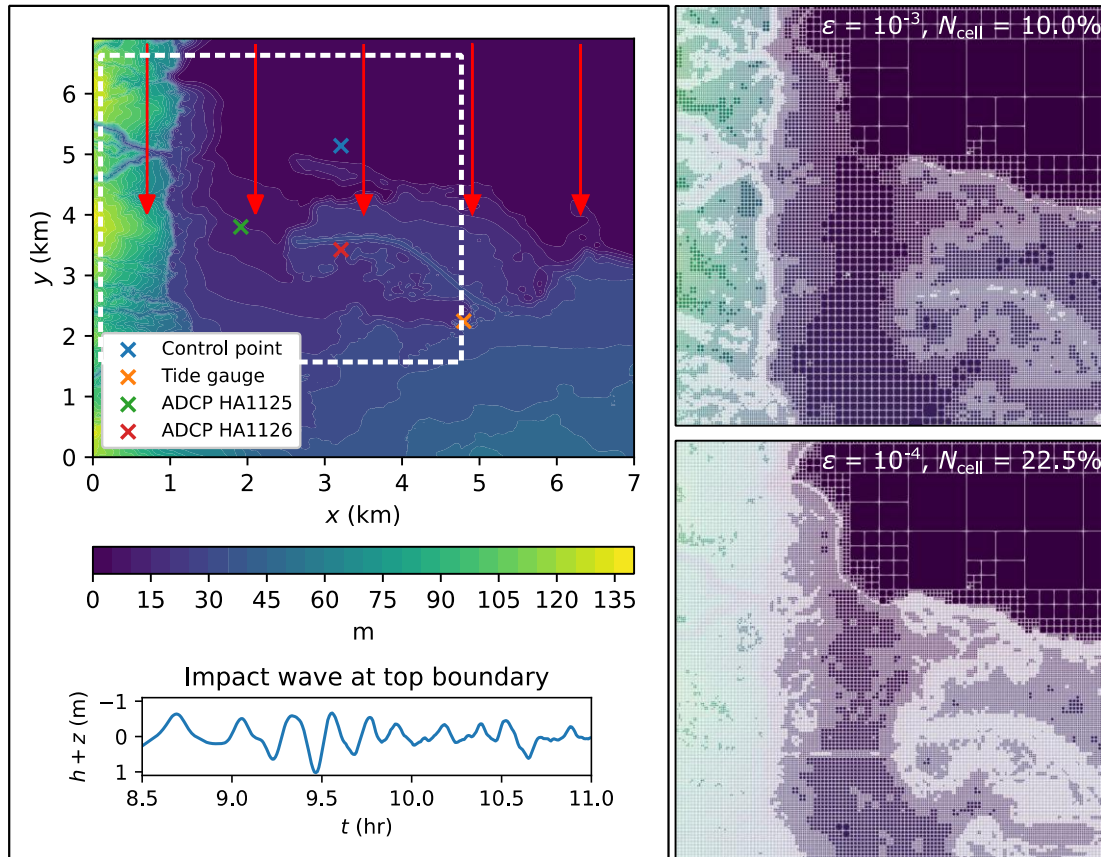 6
5
4
3
2
1
0
y (km)
Control point
Tide gauge
ADCP HA1125
ADCP HA1126
0 1 2 3 4 5 6 7
x (km)
0 15 30 45 60 75 90 105 120 135
m
Impact wave at top boundary
−1
0
1
h + z (m)
8.5 9.0 9.5 10.0 10.5 11.0
t (hr)
ε = 10⁻³, N_cell = 10.0%
ε = 10⁻⁴, N_cell = 22.5%